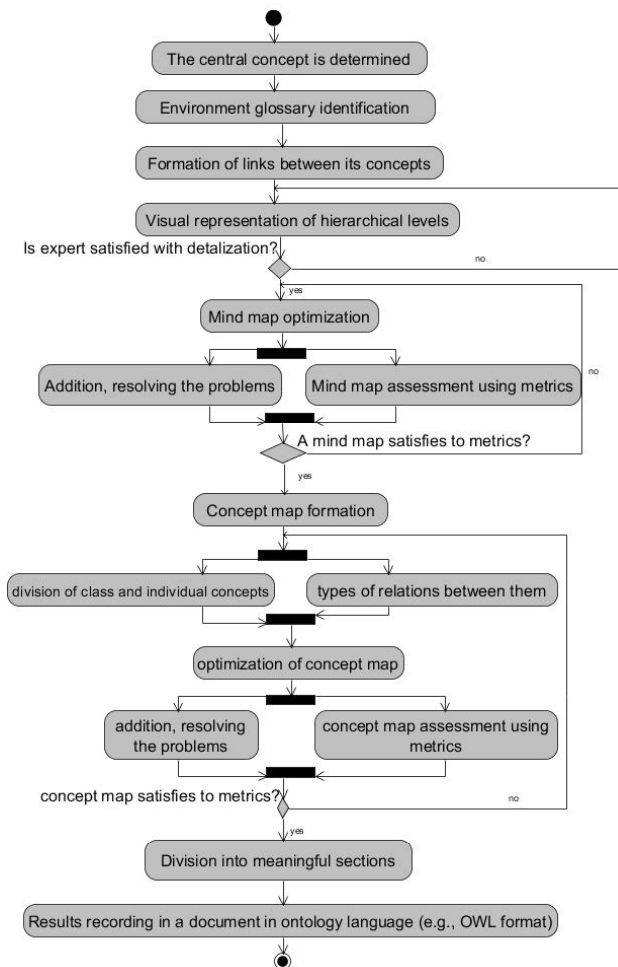 The central concept is determined
Environment glossary identification
Formation of links between its concepts
Visual representation of hierarchical levels
Is expert satisfied with detalization?
no
yes
Mind map optimization
no
Addition, resolving the problems
Mind map assessment using metrics
A mind map satisfies to metrics?
yes
Concept map formation
no
division of class and individual concepts
types of relations between them
optimization of concept map
addition, resolving
the problems
concept map assessment using
metrics
concept map satisfies to metrics?
no
yes
Division into meaningful sections
Results recording in a document in ontology language (e.g., OWL format)